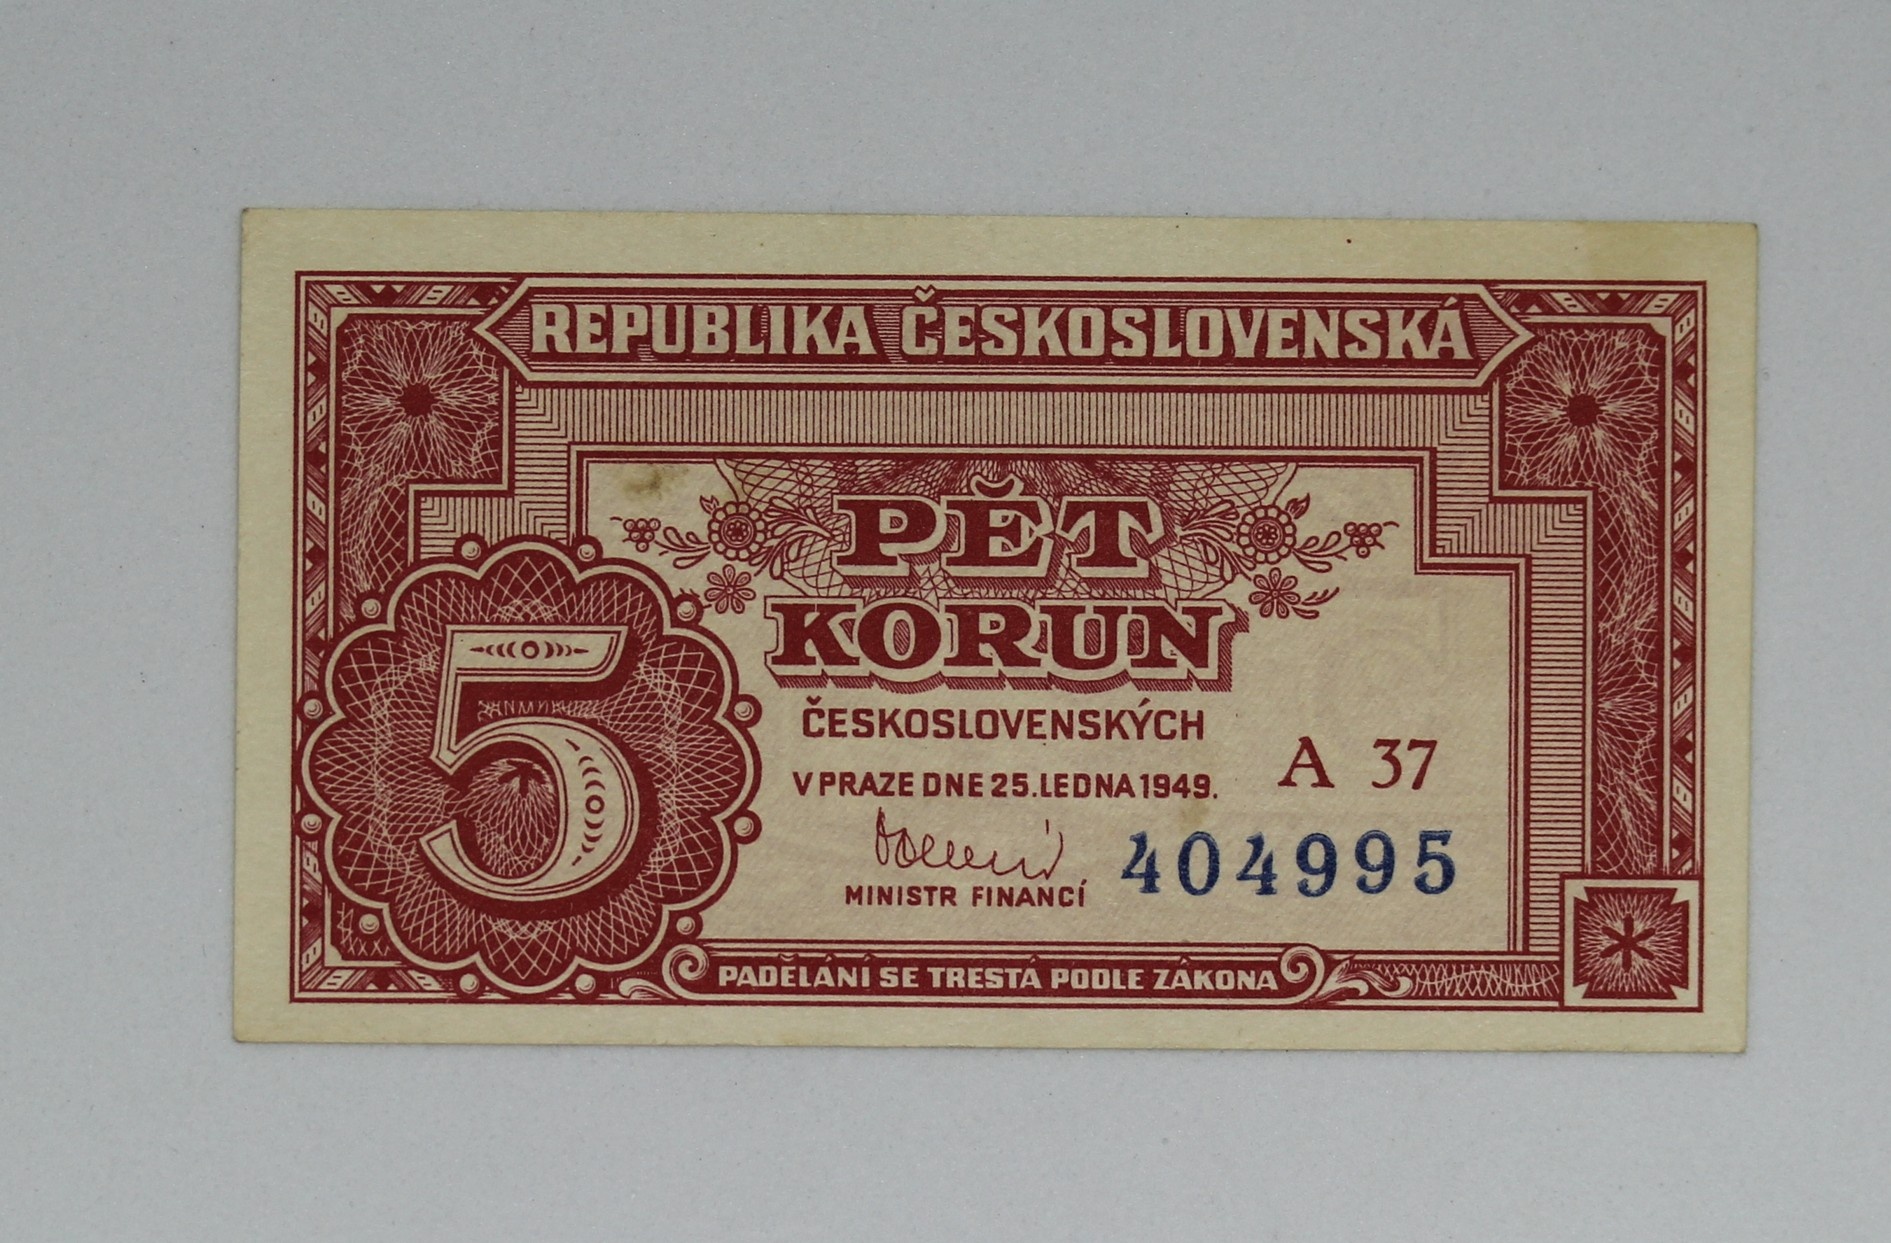 REPUBLIKA ČESKOSLOVENSKÁ
PĚT
KORUN
ČESKOSLOVENSKÝCH
V PRAZE DNE 25. LEDNA 1949.
A 37
MINISTR FINANCÍ
404995
5
PADĚLÁNÍ SE TRESTÁ PODLE ZÁKONA